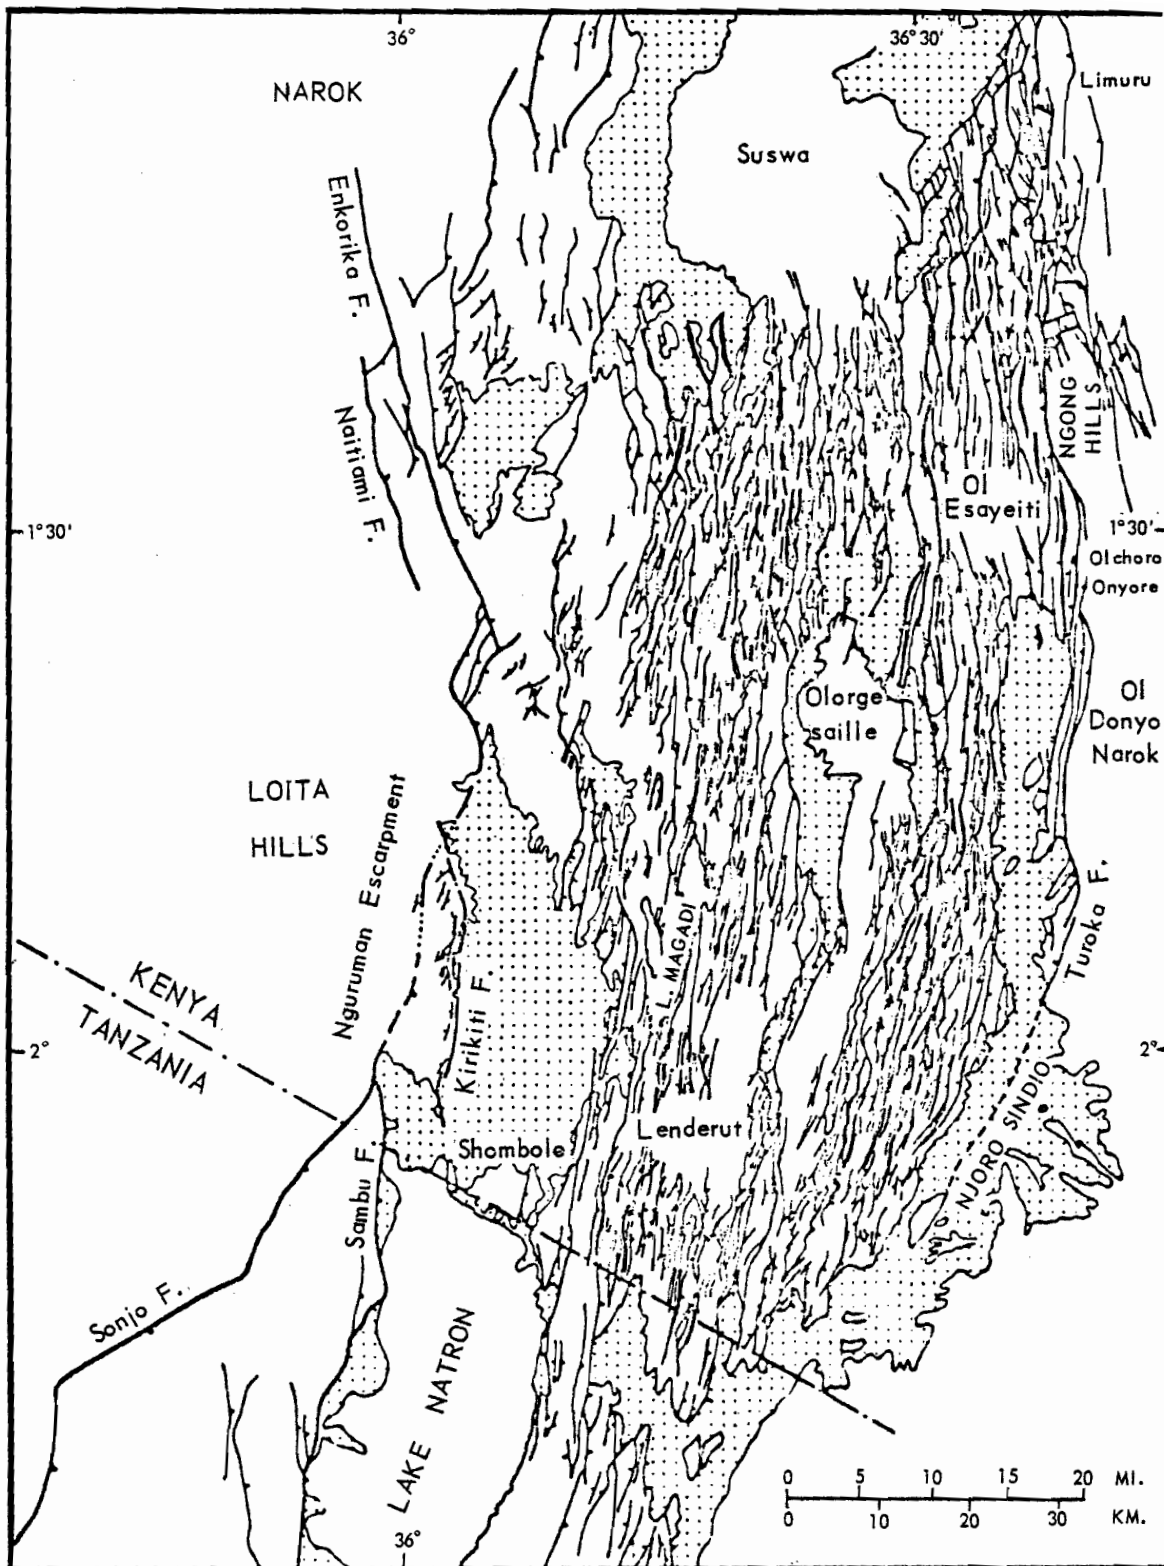 36°
36° 30'
NAROK
Limuru
Suswa
Enkorika F.
Naitiami F.
NGONG
HILLS
Ol
Esayeiti
1°30'
1°30'
Olchoro
Onyore
Olorge
saille
Ol
Donyo
Narok
LOITA
HILLS
Nguruman Escarpment
L. MAGADI
Turoka F.
KENYA
TANZANIA
Kirikiti F.
2°
2°
NJORO SINDIO
Lenderut
Shombole
Sambu F.
Sonjo F.
LAKE NATRON
36°
0 5 10 15 20 MI.
0 10 20 30 KM.